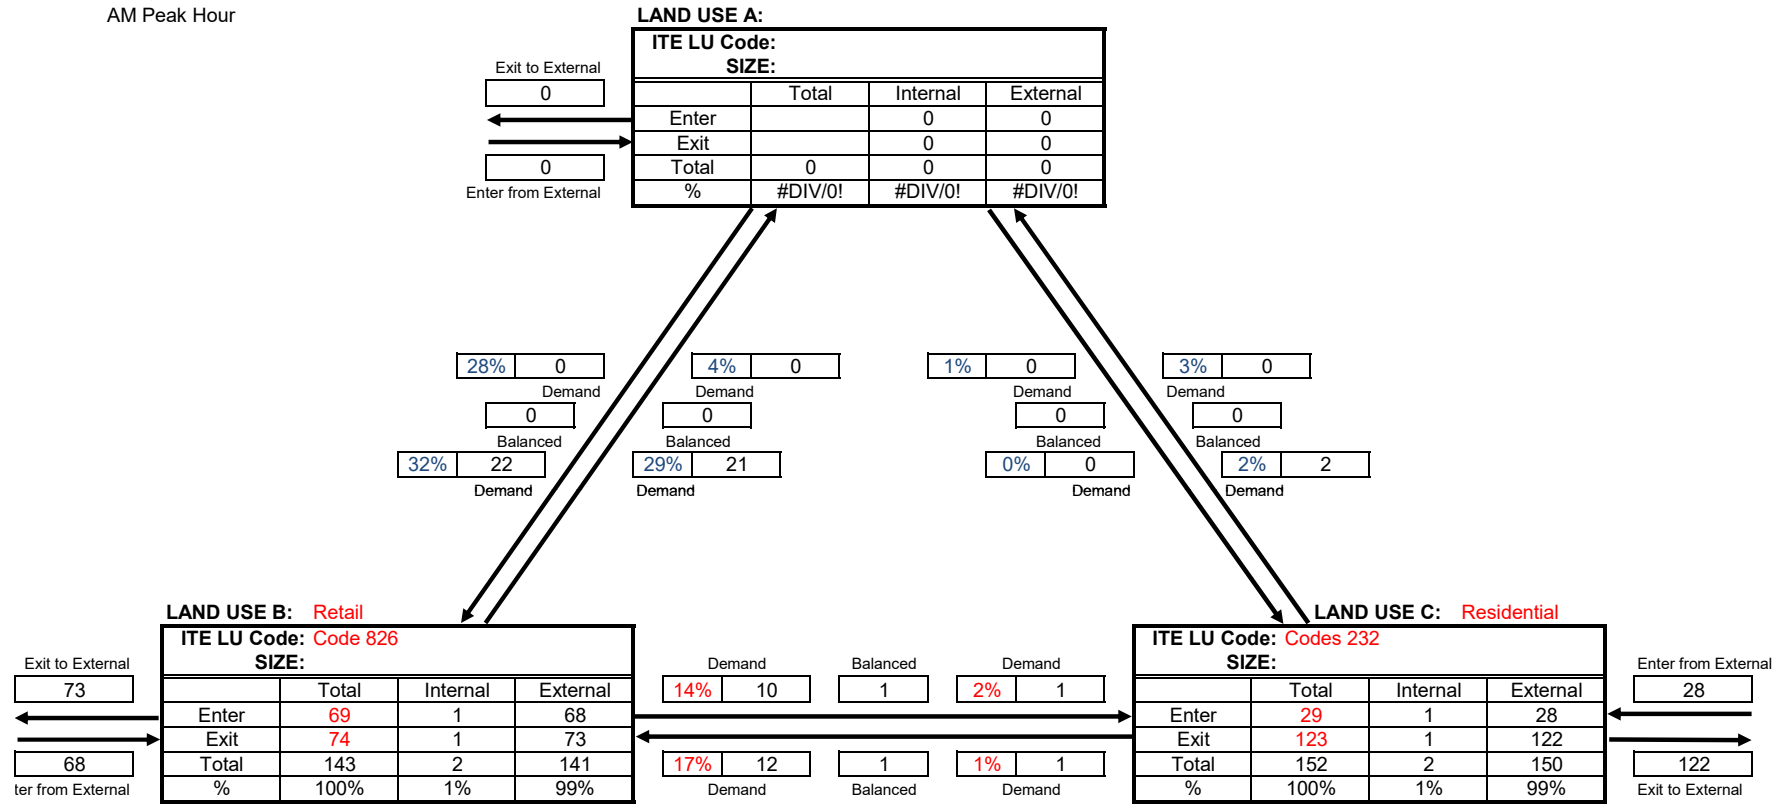 AM Peak Hour
LAND USE A:
ITE LU Code:
SIZE:
Exit to External
0
Total Internal External
Enter 0 0
Exit 0 0
Total 0 0 0
% #DIV/0! #DIV/0! #DIV/0!
0
Enter from External
28% 0
Demand
0
Balanced
32% 22
Demand
4% 0
Demand
0
Balanced
29% 21
Demand
1% 0
Demand
0
Balanced
0% 0
Demand
3% 0
Demand
0
Balanced
2% 2
Demand
LAND USE B: Retail
ITE LU Code: Code 826
SIZE:
Exit to External
73
Total Internal External
Enter 69 1 68
Exit 74 1 73
Total 143 2 141
% 100% 1% 99%
68
ter from External
Demand Balanced Demand
14% 10 1 2% 1
17% 12 1 1% 1
Demand Balanced Demand
LAND USE C: Residential
ITE LU Code: Codes 232
SIZE:
Total Internal External
Enter 29 1 28
Exit 123 1 122
Total 152 2 150
% 100% 1% 99%
Enter from External
28
122
Exit to External